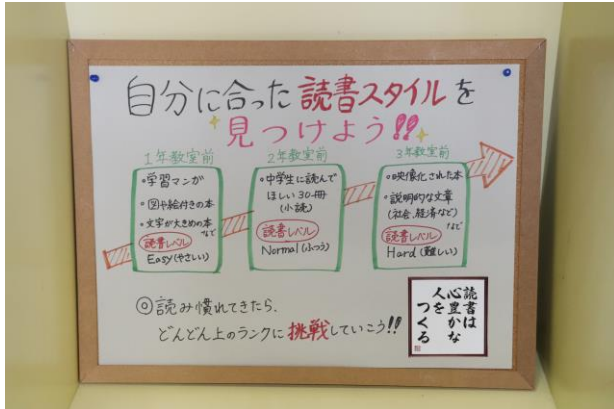 自分に合った読書スタイルを
見つけよう!!
1年教室前
・学習マンガ
・図や絵付きの本
・文字が大きめの本
など
読書レベル
Easy(やさしい)
2年教室前
・中学生に読んで
ほしい30冊
(小説)
読書レベル
Normal(ふつう)
3年教室前
・映像化された本
・説明的な文章
(社会、経済など)
など
読書レベル
Hard(難しい)
◎読み慣れてきたら、
どんどん上のランクに挑戦していこう!!
読書は
心豊かな
人を
つくる